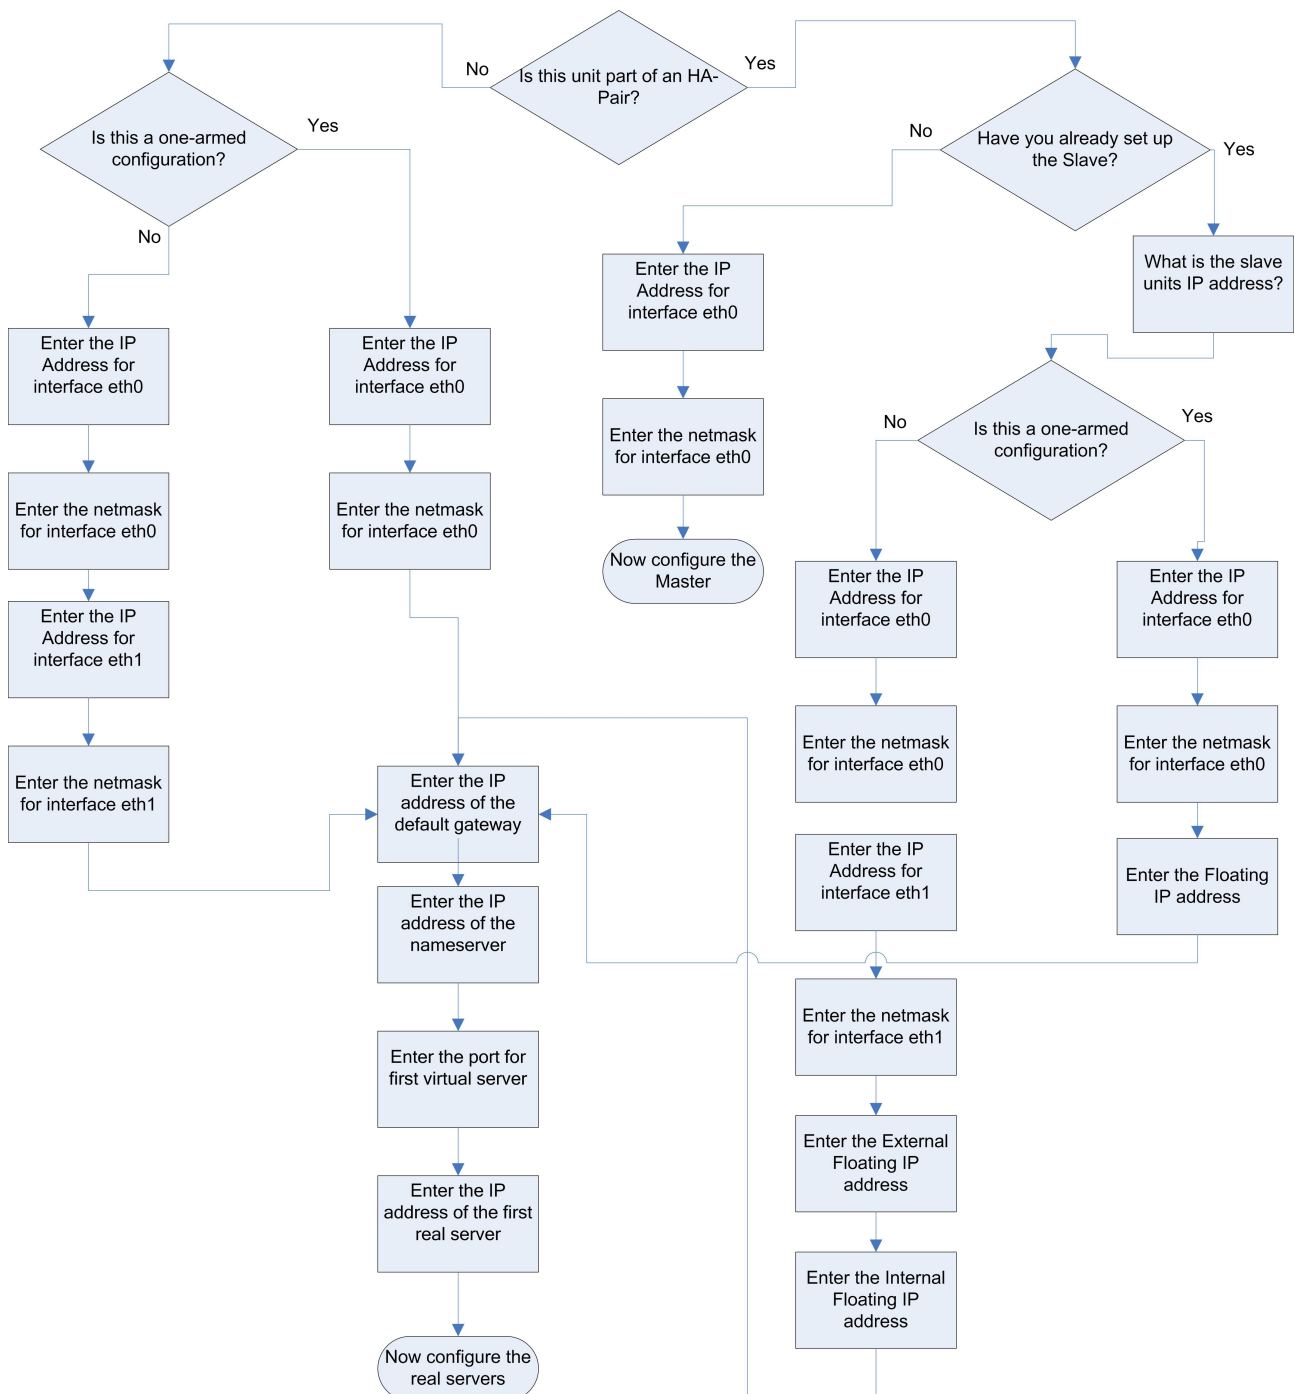 Is this unit part of an HA-
Pair?
No
Yes
Is this a one-armed
configuration?
Yes
No
Have you already set up
the Slave?
No
Yes
What is the slave
units IP address?
Enter the IP
Address for
interface eth0
Enter the netmask
for interface eth0
Now configure the
Master
Is this a one-armed
configuration?
No
Yes
Enter the IP
Address for
interface eth0
Enter the netmask
for interface eth0
Enter the IP
Address for
interface eth1
Enter the netmask
for interface eth1
Enter the IP
Address for
interface eth0
Enter the netmask
for interface eth0
Enter the IP
address of the
default gateway
Enter the IP
address of the
nameserver
Enter the port for
first virtual server
Enter the IP
address of the first
real server
Now configure the
real servers
Enter the IP
Address for
interface eth0
Enter the netmask
for interface eth0
Enter the IP
Address for
interface eth1
Enter the netmask
for interface eth1
Enter the External
Floating IP
address
Enter the Internal
Floating IP
address
Enter the IP
Address for
interface eth0
Enter the netmask
for interface eth0
Enter the Floating
IP address